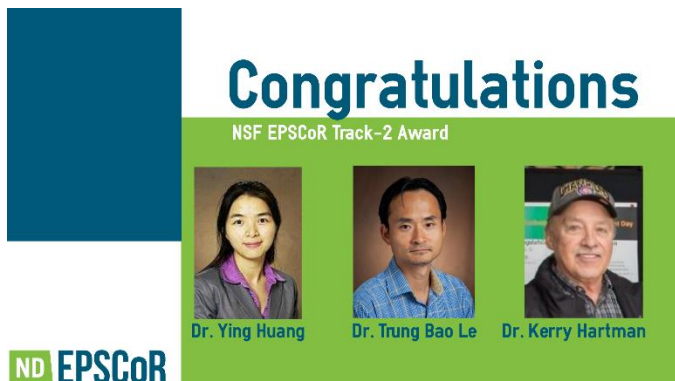 Congratulations
NSF EPSCoR Track-2 Award
Dr. Ying Huang
Dr. Trung Bao Le
Dr. Kerry Hartman
ND EPSCoR